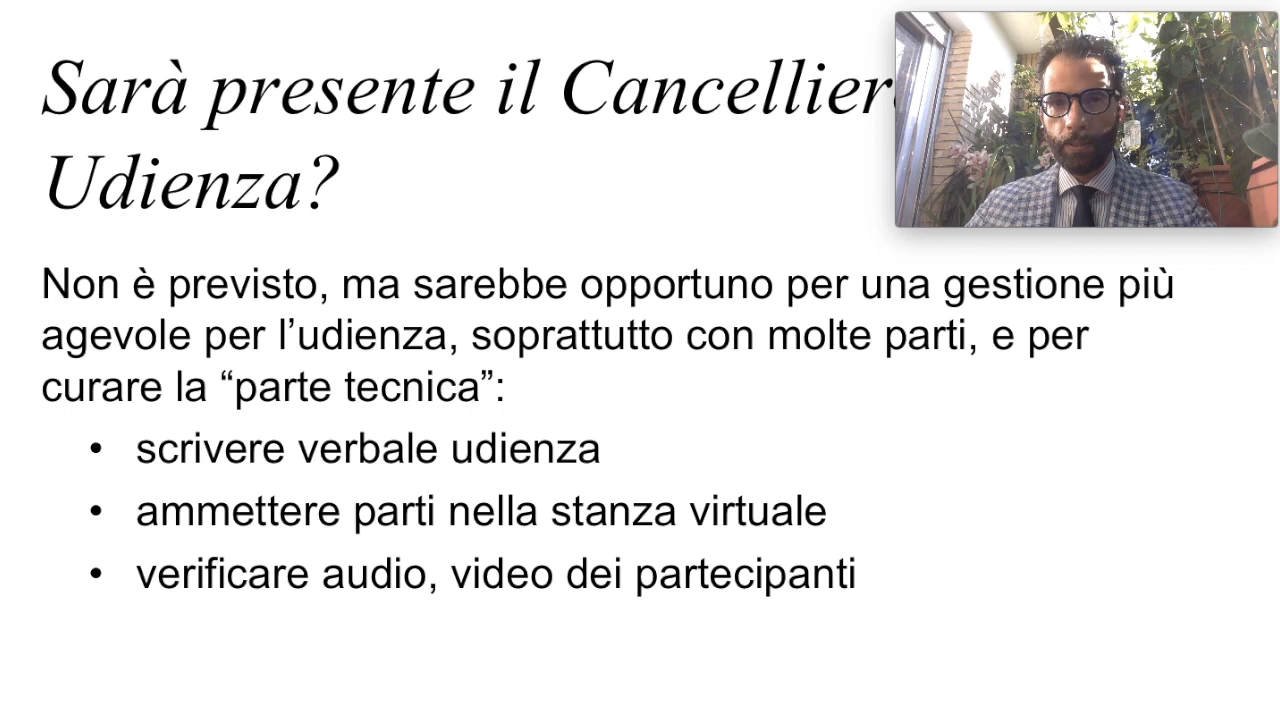 Sarà presente il Cancelliere
Udienza?
Non è previsto, ma sarebbe opportuno per una gestione più
agevole per l’udienza, soprattutto con molte parti, e per
curare la “parte tecnica”:
• scrivere verbale udienza
• ammettere parti nella stanza virtuale
• verificare audio, video dei partecipanti